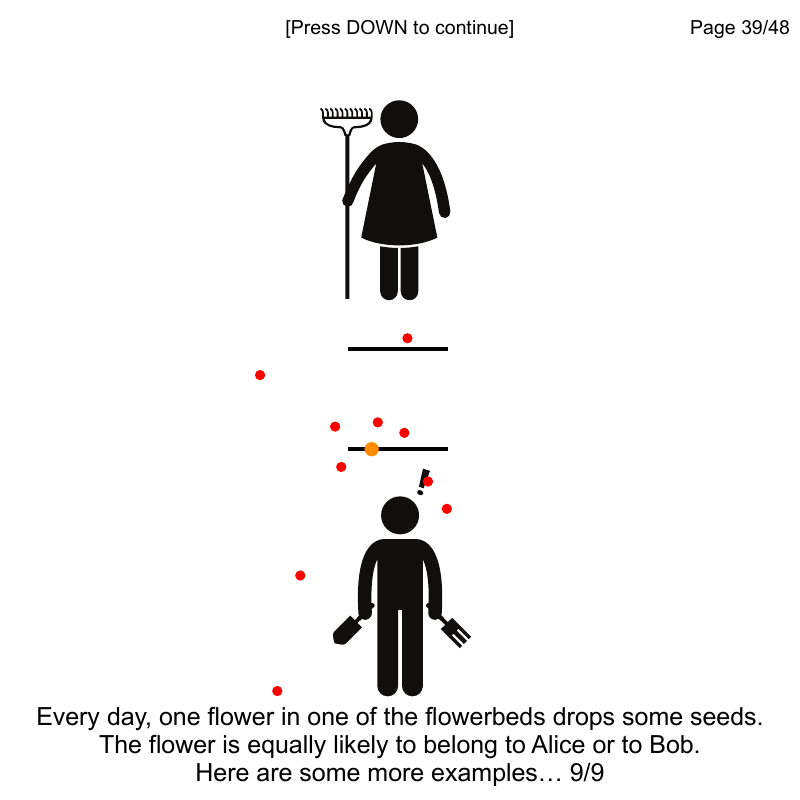 [Press DOWN to continue]
Page 39/48
!
Every day, one flower in one of the flowerbeds drops some seeds.
The flower is equally likely to belong to Alice or to Bob.
Here are some more examples… 9/9